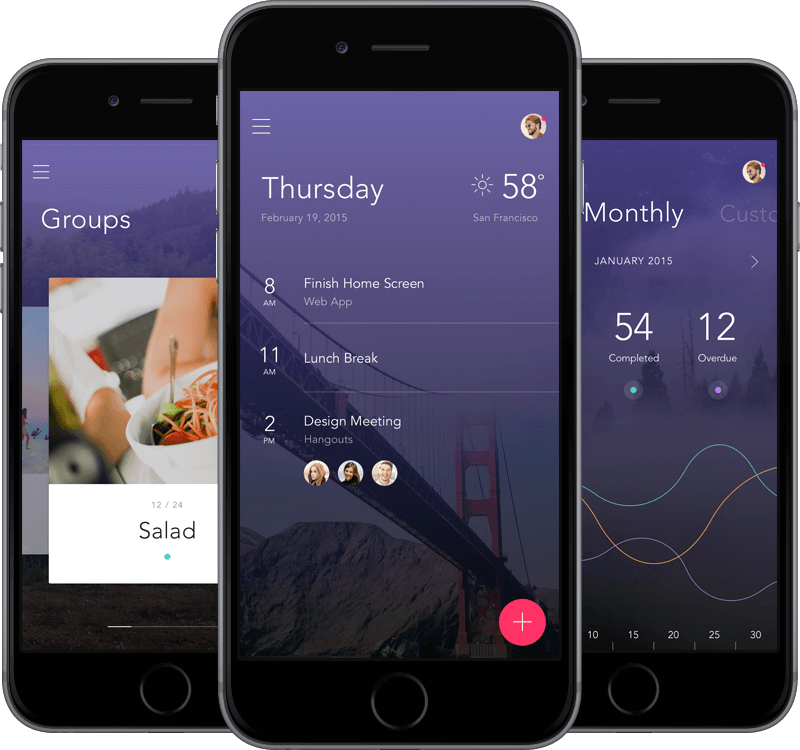 Groups
12 / 24
Salad
Thursday
58°
February 19, 2015
San Francisco
8
AM
Finish Home Screen
Web App
11
AM
Lunch Break
2
PM
Design Meeting
Hangouts
Monthly
Custo
JANUARY 2015
54
12
Completed
Overdue
10 15 20 25 30